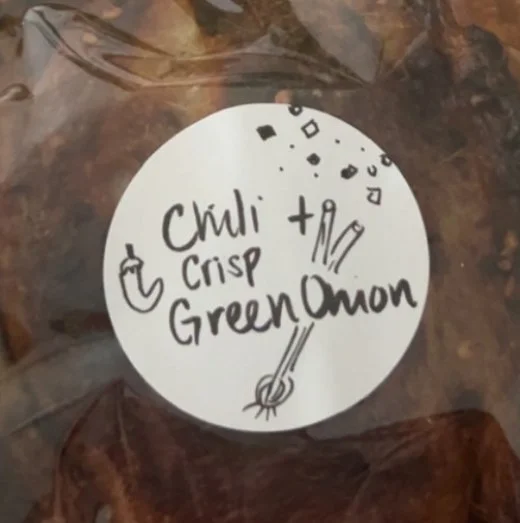 Chili +
Crisp
Green Onion